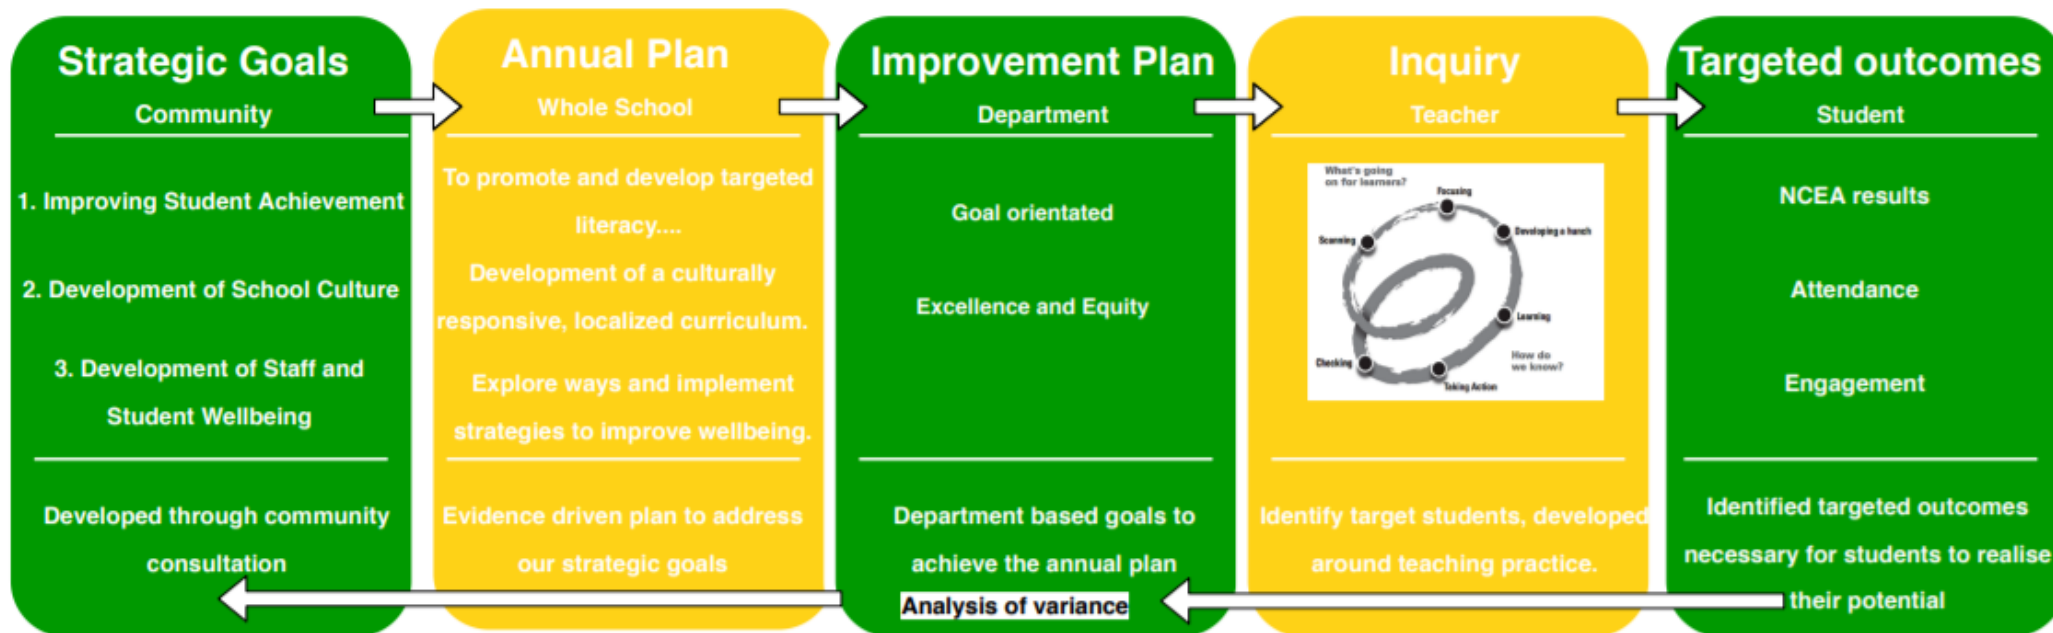 Strategic Goals
Community
1. Improving Student Achievement
2. Development of School Culture
3. Development of Staff and
Student Wellbeing
Developed through community
consultation
Annual Plan
Whole School
To promote and develop targeted
literacy....
Development of a culturally
responsive, localized curriculum.
Explore ways and implement
strategies to improve wellbeing.
Evidence driven plan to address
our strategic goals
Improvement Plan
Department
Goal orientated
Excellence and Equity
Department based goals to
achieve the annual plan
Analysis of variance
Inquiry
Teacher
What's going
on for learners?
Focusing
Developing a hunch
Scanning
Learning
Checking
How do
we know?
Taking Action
Identify target students, developed
around teaching practice.
Targeted outcomes
Student
NCEA results
Attendance
Engagement
Identified targeted outcomes
necessary for students to realise
their potential